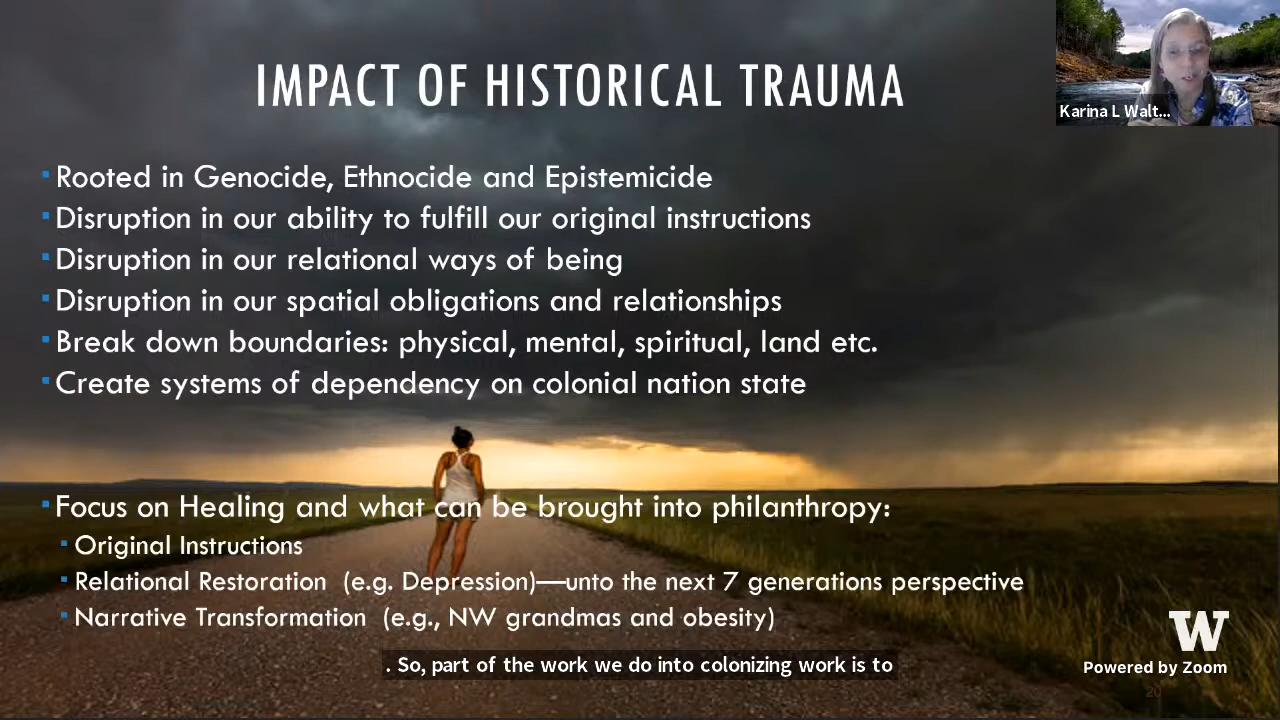 IMPACT OF HISTORICAL TRAUMA
Karina L Walt...
Rooted in Genocide, Ethnocide and Epistemicide
Disruption in our ability to fulfill our original instructions
Disruption in our relational ways of being
Disruption in our spatial obligations and relationships
Break down boundaries: physical, mental, spiritual, land etc.
Create systems of dependency on colonial nation state
Focus on Healing and what can be brought into philanthropy:
Original Instructions
Relational Restoration (e.g. Depression)—unto the next 7 generations perspective
Narrative Transformation (e.g., NW grandmas and obesity)
W
. So, part of the work we do into colonizing work is to
Powered by Zoom
20